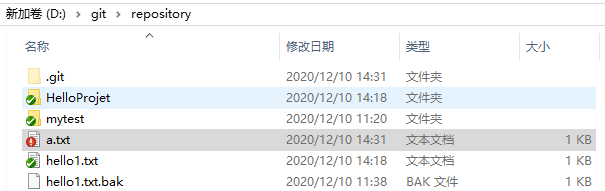 新加卷 (D:) > git > repository
名称 修改日期 类型 大小
.git 2020/12/10 14:31 文件夹
HelloProjet 2020/12/10 14:18 文件夹
mytest 2020/12/10 11:20 文件夹
a.txt 2020/12/10 14:31 文本文档 1 KB
hello1.txt 2020/12/10 14:18 文本文档 1 KB
hello1.txt.bak 2020/12/10 11:38 BAK 文件 1 KB